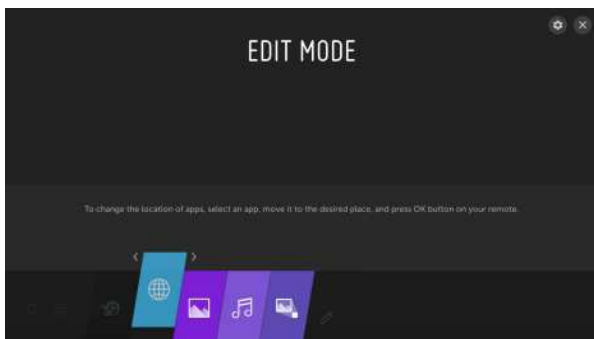 EDIT MODE
To change the location of apps, select an app, move it to the desired place, and press OK button on your remote.